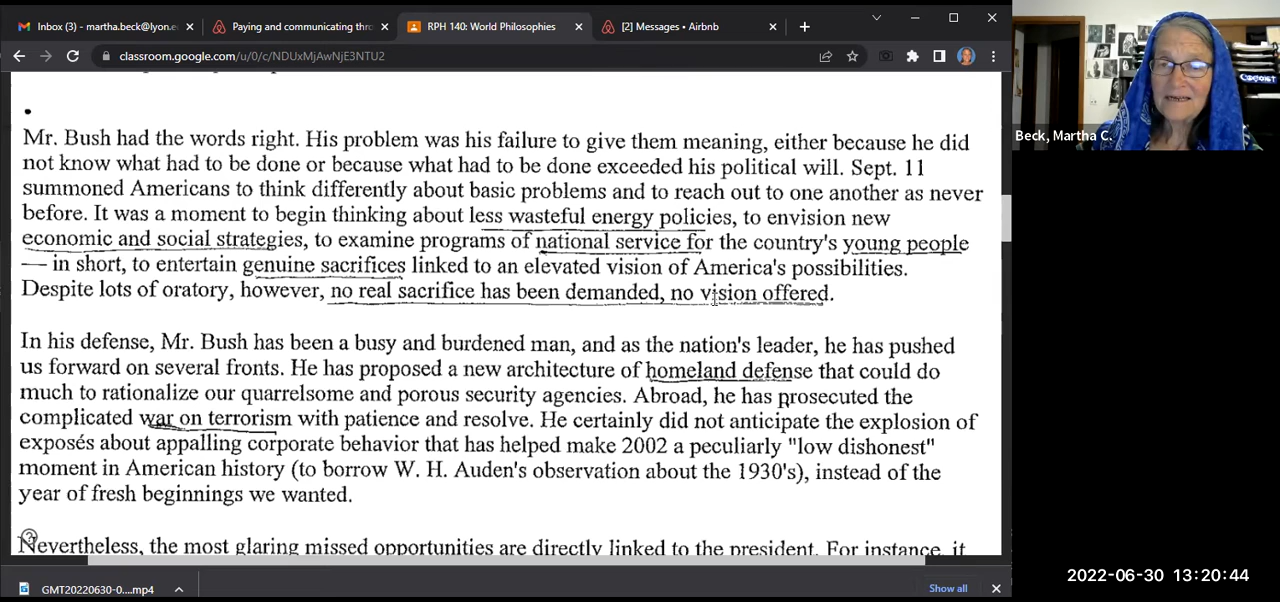 Inbox (3) - martha.beck@lyon.e
Paying and communicating thro
RPH 140: World Philosophies
[2] Messages • Airbnb
classroom.google.com/u/0/c/NDUxMjAwNjE3NTU2
Beck, Martha C.
Mr. Bush had the words right. His problem was his failure to give them meaning, either because he did
not know what had to be done or because what had to be done exceeded his political will. Sept. 11
summoned Americans to think differently about basic problems and to reach out to one another as never
before. It was a moment to begin thinking about less wasteful energy policies, to envision new
economic and social strategies, to examine programs of national service for the country's young people
— in short, to entertain genuine sacrifices linked to an elevated vision of America's possibilities.
Despite lots of oratory, however, no real sacrifice has been demanded, no vision offered.
In his defense, Mr. Bush has been a busy and burdened man, and as the nation's leader, he has pushed
us forward on several fronts. He has proposed a new architecture of homeland defense that could do
much to rationalize our quarrelsome and porous security agencies. Abroad, he has prosecuted the
complicated war on terrorism with patience and resolve. He certainly did not anticipate the explosion of
exposés about appalling corporate behavior that has helped make 2002 a peculiarly "low dishonest"
moment in American history (to borrow W. H. Auden's observation about the 1930's), instead of the
year of fresh beginnings we wanted.
Nevertheless, the most glaring missed opportunities are directly linked to the president. For instance, it
GMT20220630-0....mp4
Show all
2022-06-30 13:20:44